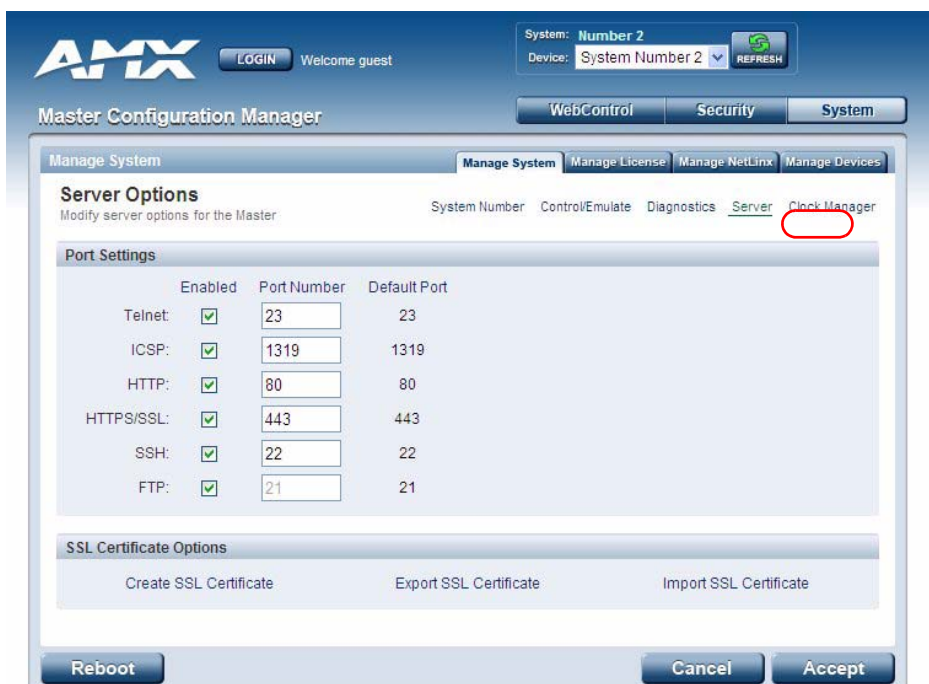 AMX
LOGIN Welcome guest
System: Number 2
Device: System Number 2
REFRESH
Master Configuration Manager
WebControl Security System
Manage System
Manage System Manage License Manage NetLinx Manage Devices
Server Options
Modify server options for the Master
System Number Control/Emulate Diagnostics Server Clock Manager
Port Settings
Enabled Port Number Default Port
Telnet: 23 23
ICSP: 1319 1319
HTTP: 80 80
HTTPS/SSL: 443 443
SSH: 22 22
FTP: 21 21
SSL Certificate Options
Create SSL Certificate Export SSL Certificate Import SSL Certificate
Reboot Cancel Accept